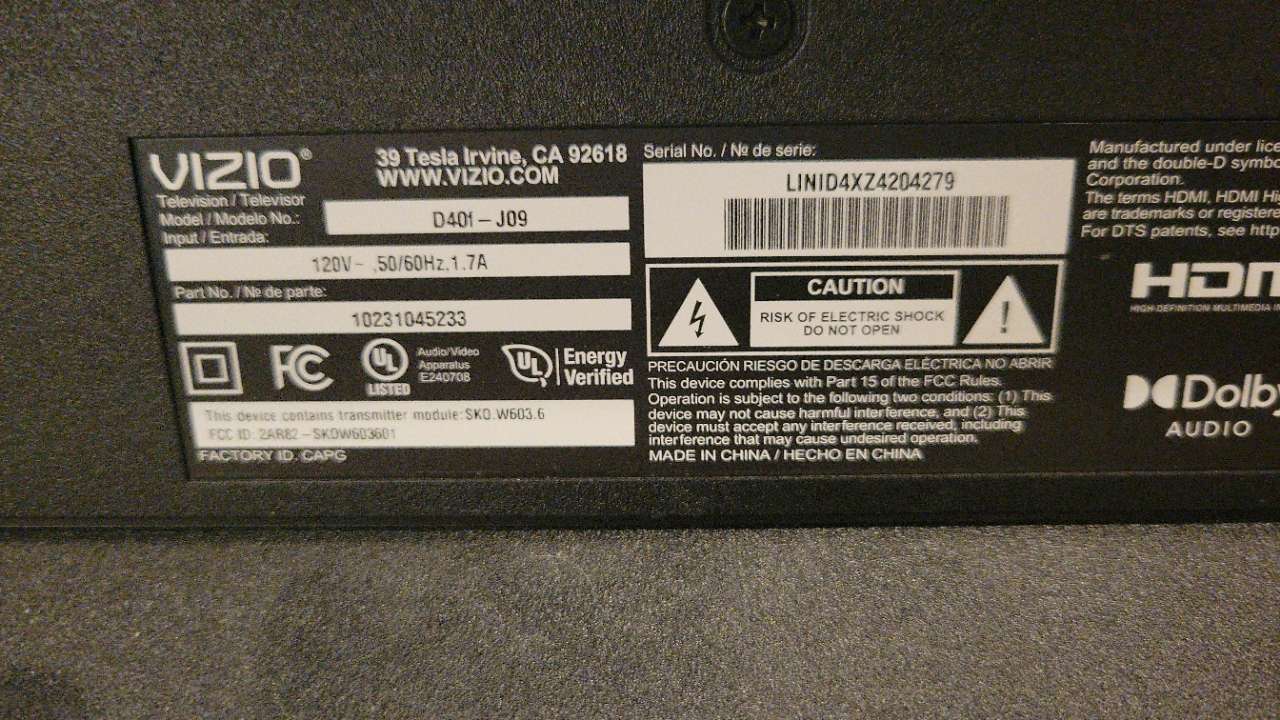 VIZIO®
39 Tesla Irvine, CA 92618
WWW.VIZIO.COM
Television / Televisor
Model / Modelo No.:
D40f-J09
Input / Entrada:
120V~ ,50/60Hz,1.7A
Part No. / № de parte:
10231045233
FC
UL
LISTED
Audio/Video
Apparatus
E240708
UL
Energy
Verified
This device contains transmitter module:SKO.W603.6
FCC ID: 2AR82-SKOW603601
FACTORY ID. CAPG
Serial No. / № de serie:
LINID4XZ4204279
CAUTION
RISK OF ELECTRIC SHOCK
DO NOT OPEN
PRECAUCIÓN RIESGO DE DESCARGA ELÉCTRICA NO ABRIR
This device complies with Part 15 of the FCC Rules.
Operation is subject to the following two conditions: (1) This
device may not cause harmful interference, and (2) This
device must accept any interference received, including
interference that may cause undesired operation.
MADE IN CHINA / HECHO EN CHINA
Manufactured under lice
and the double-D symbo
Corporation.
The terms HDMI, HDMI H
are trademarks or registere
For DTS patents, see http
HDM
HIGH-DEFINITION MULTIMEDIA IN
Dolby
AUDIO